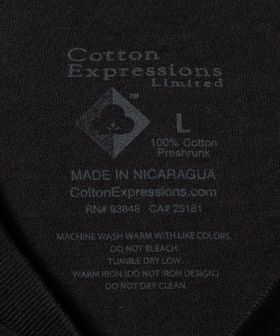 Cotton
Expressions
Limited
™
L
100% Cotton
Preshrunk
MADE IN NICARAGUA
CottonExpressions.com
RN# 93846 CA# 25181
MACHINE WASH WARM WITH LIKE COLORS.
DO NOT BLEACH.
TUMBLE DRY LOW.
WARM IRON (DO NOT IRON DESIGN.)
DO NOT DRY CLEAN.